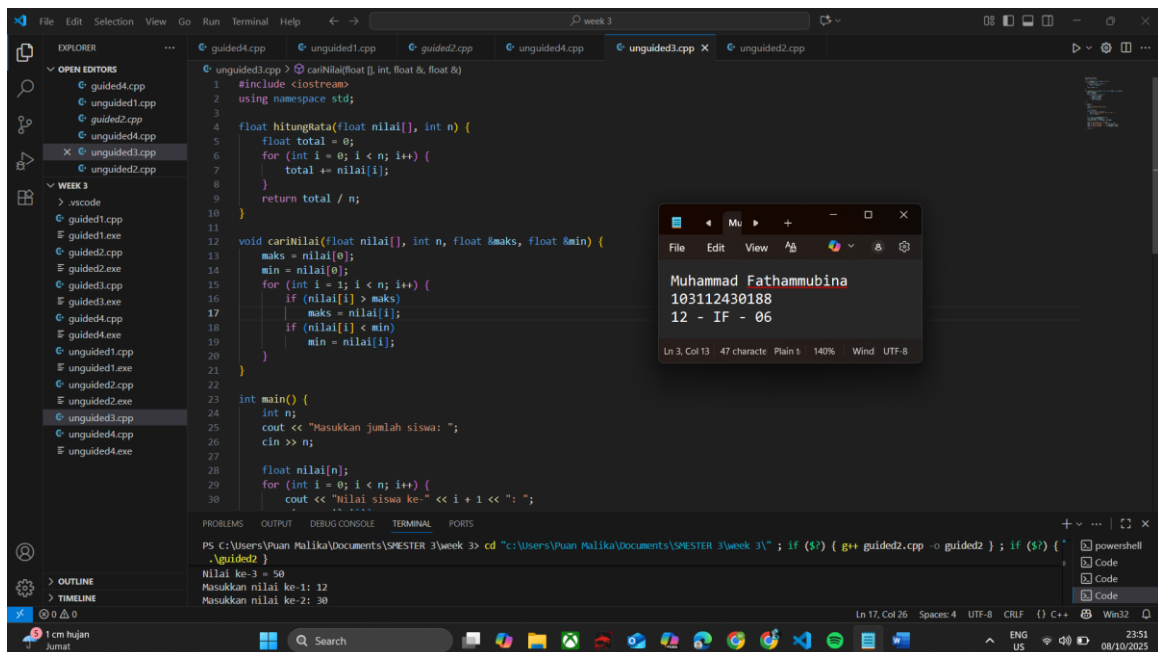 File Edit Selection View Go Run Terminal Help
week 3
EXPLORER
OPEN EDITORS
guided4.cpp
unguided1.cpp
guided2.cpp
unguided4.cpp
unguided3.cpp
unguided2.cpp
WEEK 3
.vscode
guided1.cpp
guided1.exe
guided2.cpp
guided2.exe
guided3.cpp
guided3.exe
guided4.cpp
guided4.exe
unguided1.cpp
unguided1.exe
unguided2.cpp
unguided2.exe
unguided3.cpp
unguided4.cpp
unguided4.exe
OUTLINE
TIMELINE
guided4.cpp unguided1.cpp guided2.cpp unguided4.cpp unguided3.cpp unguided2.cpp
unguided3.cpp > cariNilai(float [], int, float &, float &)
1 #include <iostream>
2 using namespace std;
3
4 float hitungRata(float nilai[], int n) {
5 float total = 0;
6 for (int i = 0; i < n; i++) {
7 total += nilai[i];
8 }
9 return total / n;
10 }
11
12 void cariNilai(float nilai[], int n, float &maks, float &min) {
13 maks = nilai[0];
14 min = nilai[0];
15 for (int i = 1; i < n; i++) {
16 if (nilai[i] > maks)
17 maks = nilai[i];
18 if (nilai[i] < min)
19 min = nilai[i];
20 }
21 }
22
23 int main() {
24 int n;
25 cout << "Masukkan jumlah siswa: ";
26 cin >> n;
27
28 float nilai[n];
29 for (int i = 0; i < n; i++) {
30 cout << "Nilai siswa ke-" << i + 1 << ": ";
Mu
File Edit View
Muhammad Fathammubina
103112430188
12 - IF - 06
Ln 3, Col 13 47 characte Plain t 140% Wind UTF-8
PROBLEMS OUTPUT DEBUG CONSOLE TERMINAL PORTS
PS C:\Users\Puan Malika\Documents\SMESTER 3\week 3> cd "c:\Users\Puan Malika\Documents\SMESTER 3\week 3\" ; if ($?) { g++ guided2.cpp -o guided2 } ; if ($?) {
.\guided2 }
Nilai ke-3 = 50
Masukkan nilai ke-1: 12
Masukkan nilai ke-2: 30
powershell
Code
Code
Code
0 0
Ln 17, Col 26 Spaces: 4 UTF-8 CRLF {} C++ Win32
5
1 cm hujan
Jumat
Search
ENG
US
23:51
08/10/2025